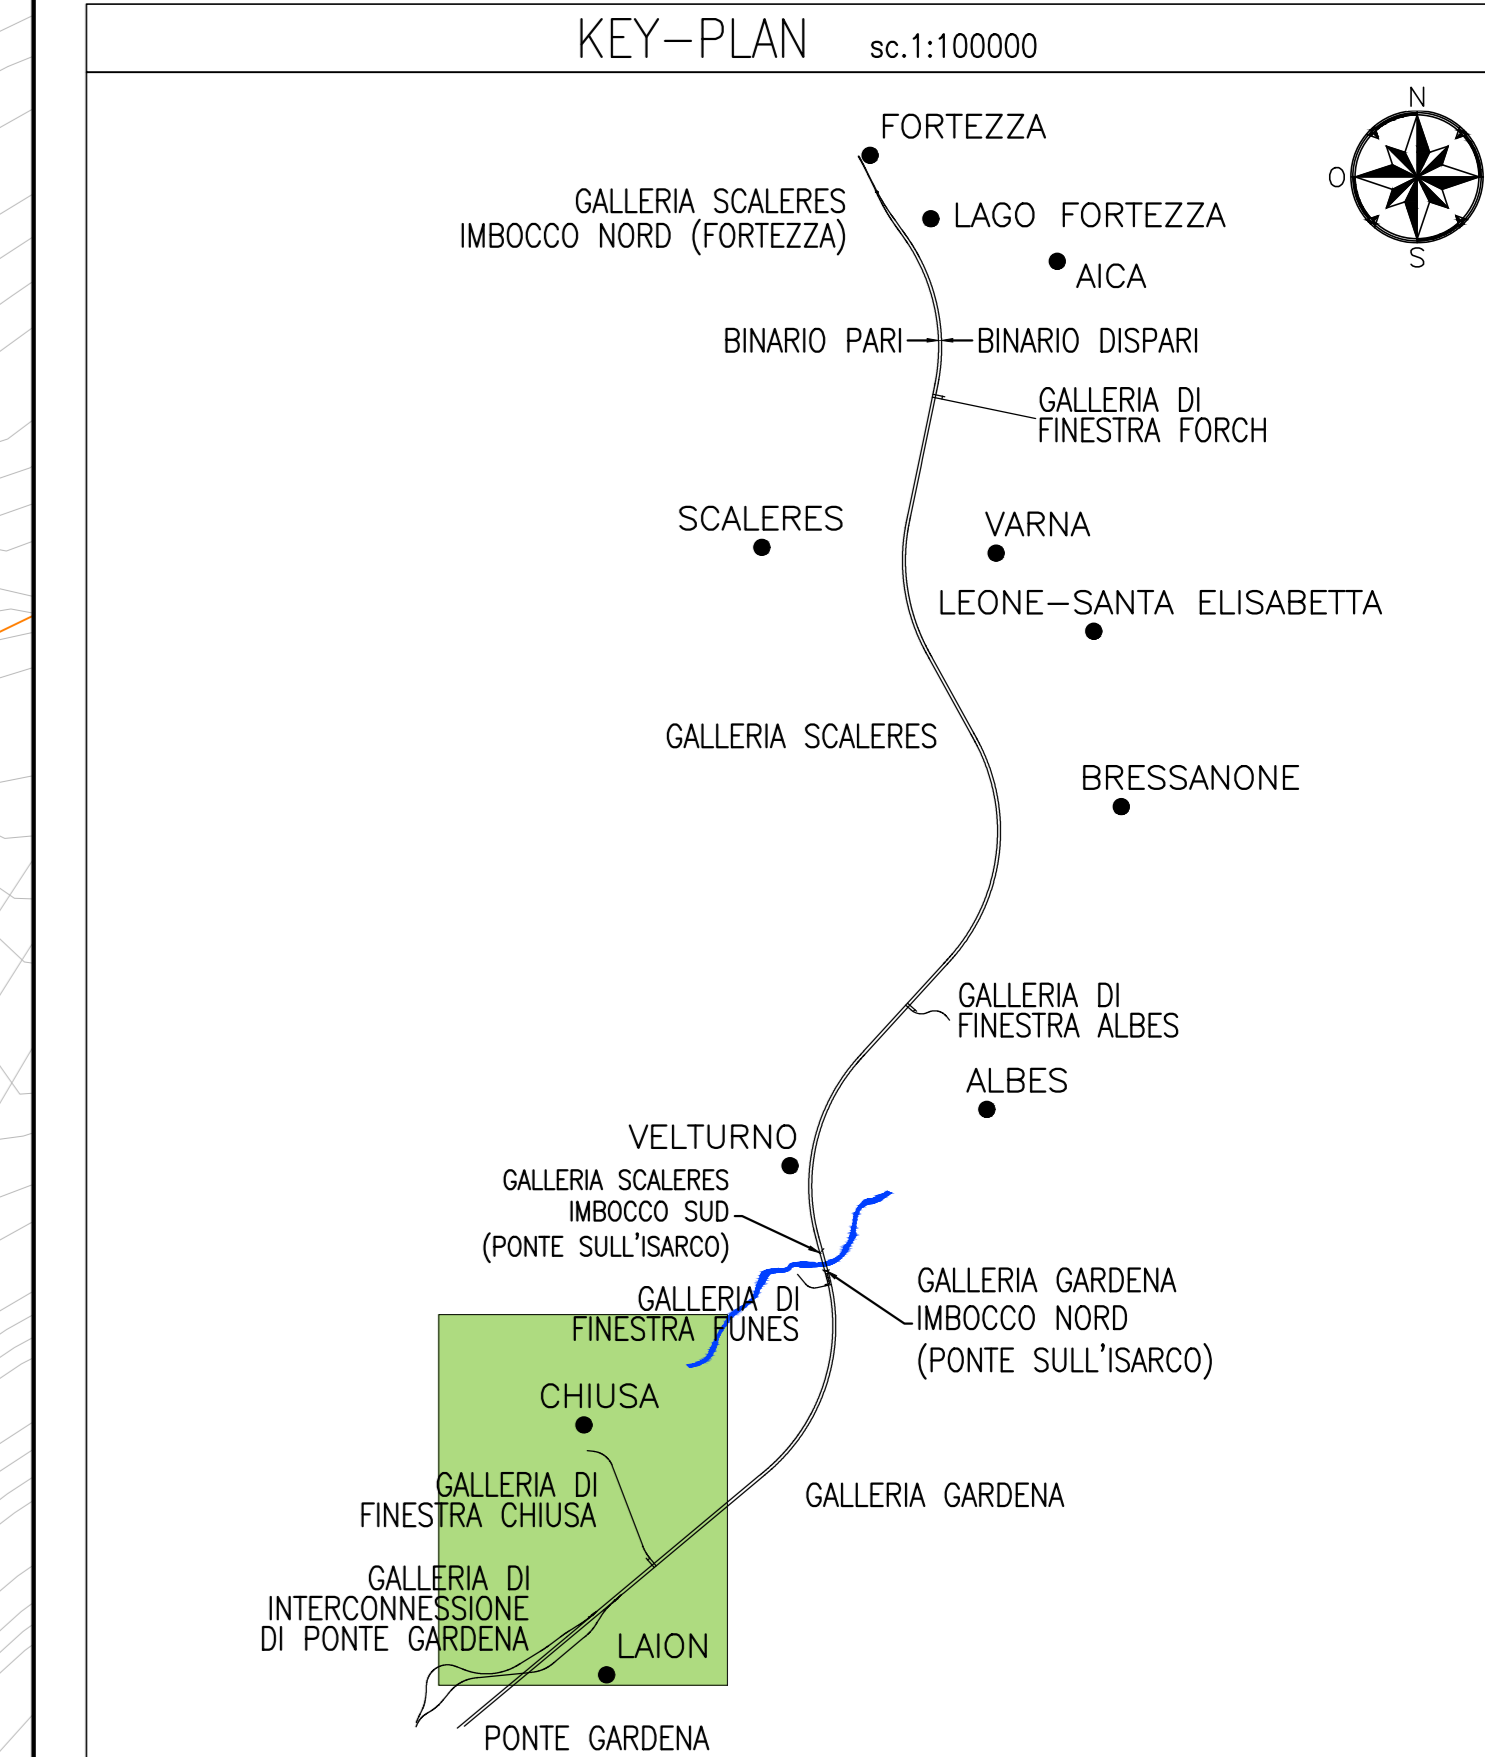 KEY-PLAN sc.1:100000
N
O
S
FORTEZZA
GALLERIA SCALERES
IMBOCCO NORD (FORTEZZA)
LAGO FORTEZZA
AICA
BINARIO PARI
BINARIO DISPARI
GALLERIA DI
FINESTRA FORCH
SCALERES
VARNA
LEONE-SANTA ELISABETTA
GALLERIA SCALERES
BRESSANONE
GALLERIA DI
FINESTRA ALBES
ALBES
VELTURNO
GALLERIA SCALERES
IMBOCCO SUD
(PONTE SULL'ISARCO)
GALLERIA DI
FINESTRA FUNES
GALLERIA GARDENA
IMBOCCO NORD
(PONTE SULL'ISARCO)
CHIUSA
GALLERIA DI
FINESTRA CHIUSA
GALLERIA GARDENA
GALLERIA DI
INTERCONNESSIONE
DI PONTE GARDENA
LAION
PONTE GARDENA